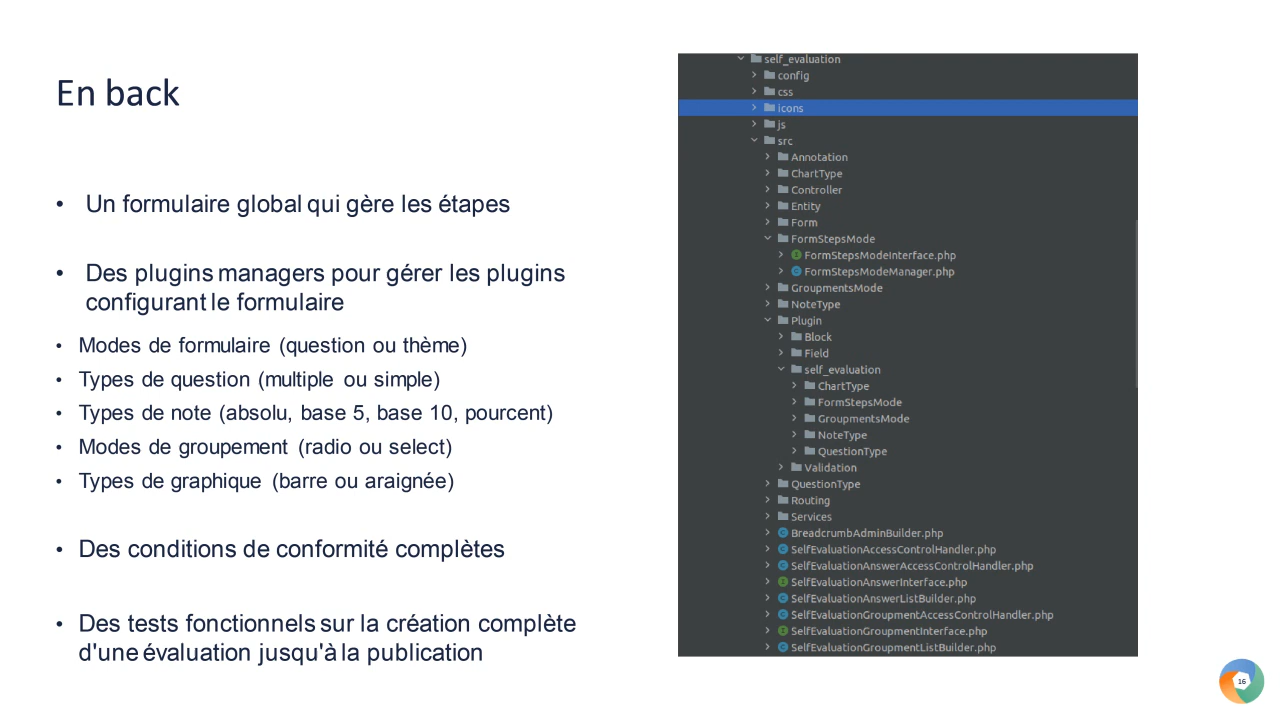 En back
• Un formulaire global qui gère les étapes
• Des plugins managers pour gérer les plugins
configurant le formulaire
• Modes de formulaire (question ou thème)
• Types de question (multiple ou simple)
• Types de note (absolu, base 5, base 10, pourcent)
• Modes de groupement (radio ou select)
• Types de graphique (barre ou araignée)
• Des conditions de conformité complètes
• Des tests fonctionnels sur la création complète
d'une évaluation jusqu'à la publication
self_evaluation
config
css
icons
js
src
Annotation
ChartType
Controller
Entity
Form
FormStepsMode
FormStepsModeInterface.php
FormStepsModeManager.php
GroupmentsMode
NoteType
Plugin
Block
Field
self_evaluation
ChartType
FormStepsMode
GroupmentsMode
NoteType
QuestionType
Validation
QuestionType
Routing
Services
BreadcrumbAdminBuilder.php
SelfEvaluationAccessControlHandler.php
SelfEvaluationAnswerAccessControlHandler.php
SelfEvaluationAnswerInterface.php
SelfEvaluationAnswerListBuilder.php
SelfEvaluationGroupmentAccessControlHandler.php
SelfEvaluationGroupmentInterface.php
SelfEvaluationGroupmentListBuilder.php
16